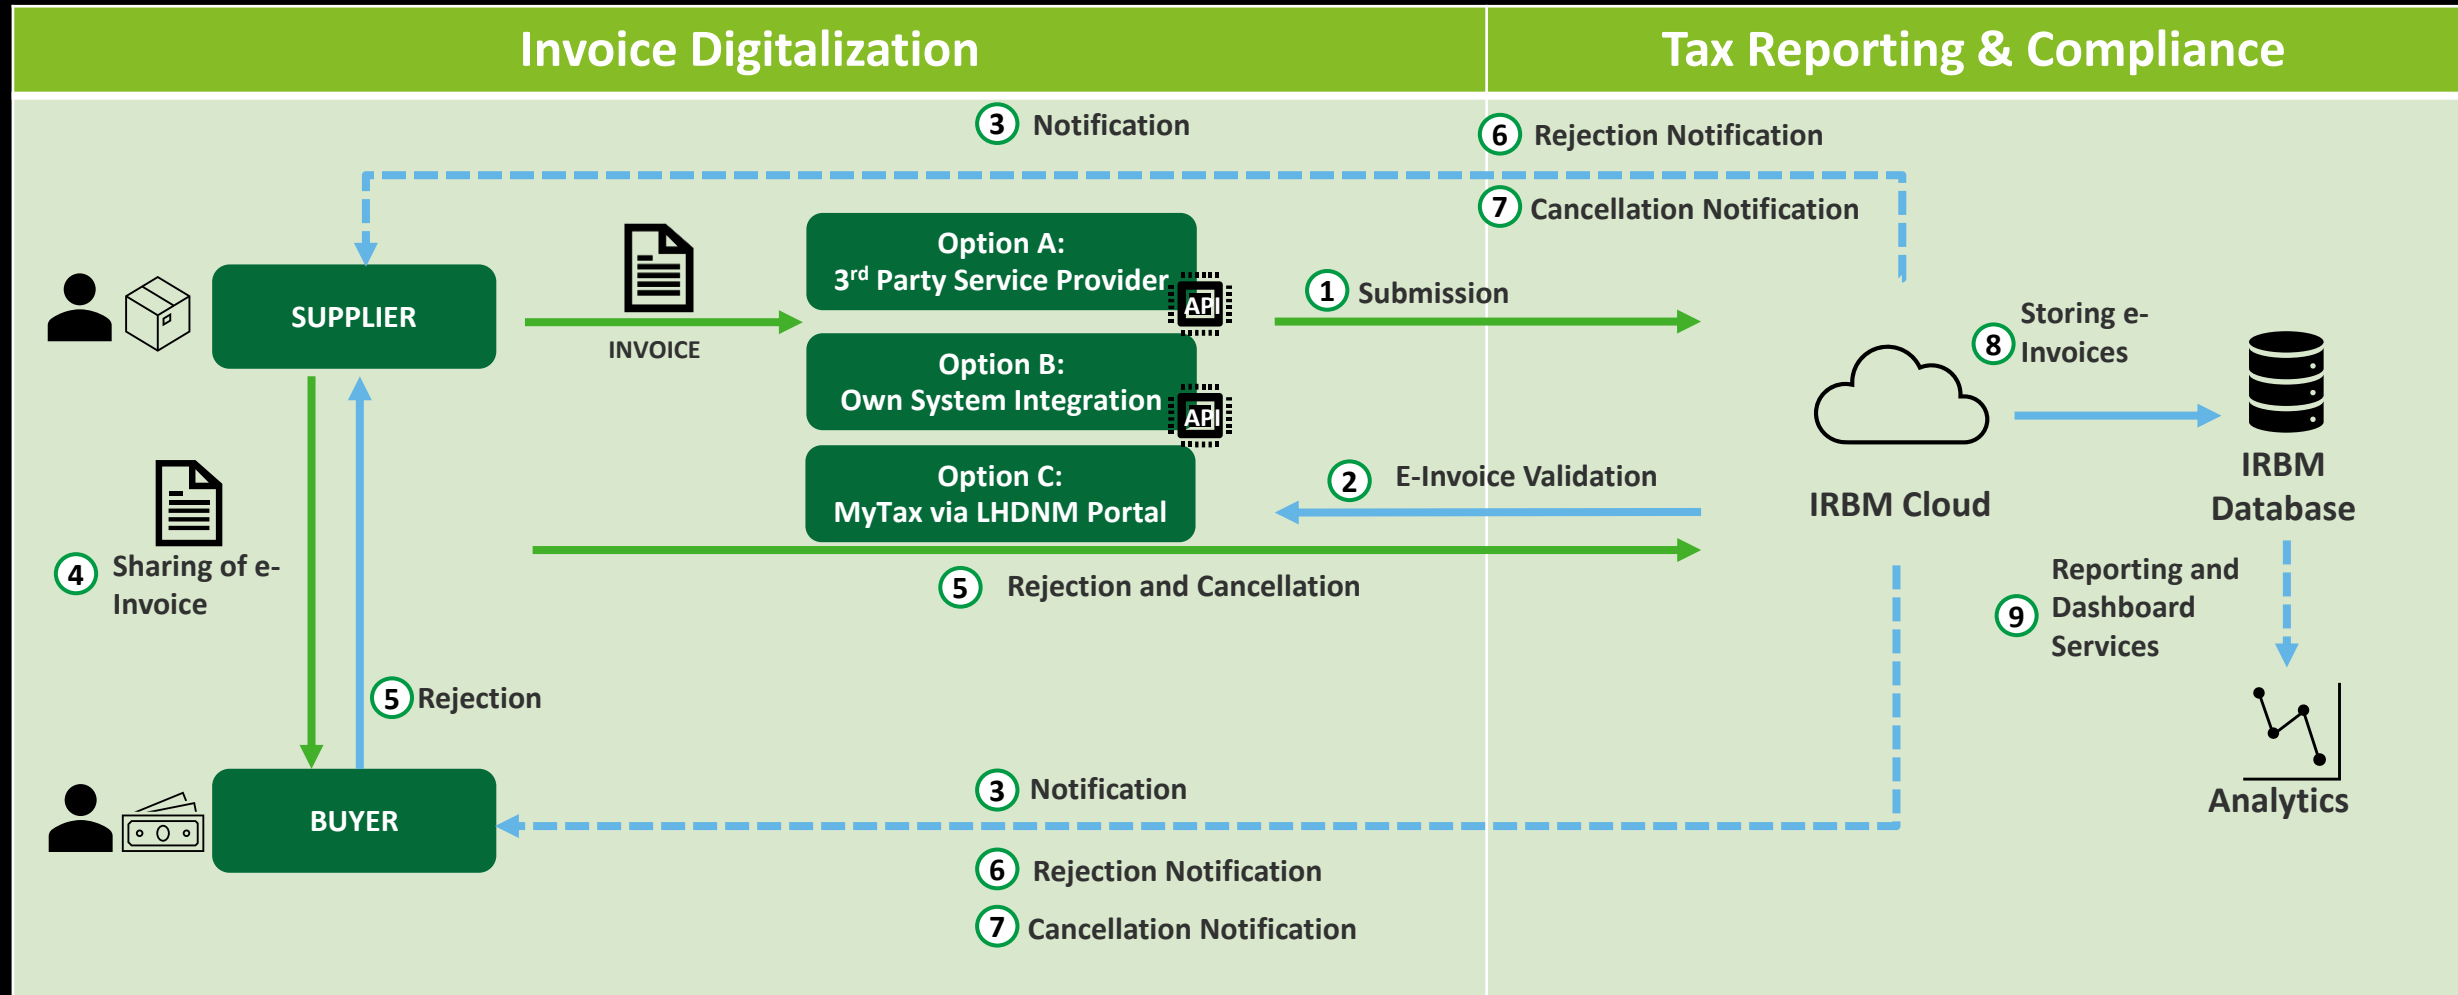 Invoice Digitalization
Tax Reporting & Compliance
3 Notification
6 Rejection Notification
7 Cancellation Notification
SUPPLIER
INVOICE
Option A:
3rd Party Service Provider
API
Option B:
Own System Integration
API
Option C:
MyTax via LHDNM Portal
1 Submission
2 E-Invoice Validation
5 Rejection and Cancellation
IRBM Cloud
8 Storing e-
Invoices
IRBM
Database
9 Reporting and
Dashboard
Services
Analytics
4 Sharing of e-
Invoice
5 Rejection
BUYER
3 Notification
6 Rejection Notification
7 Cancellation Notification